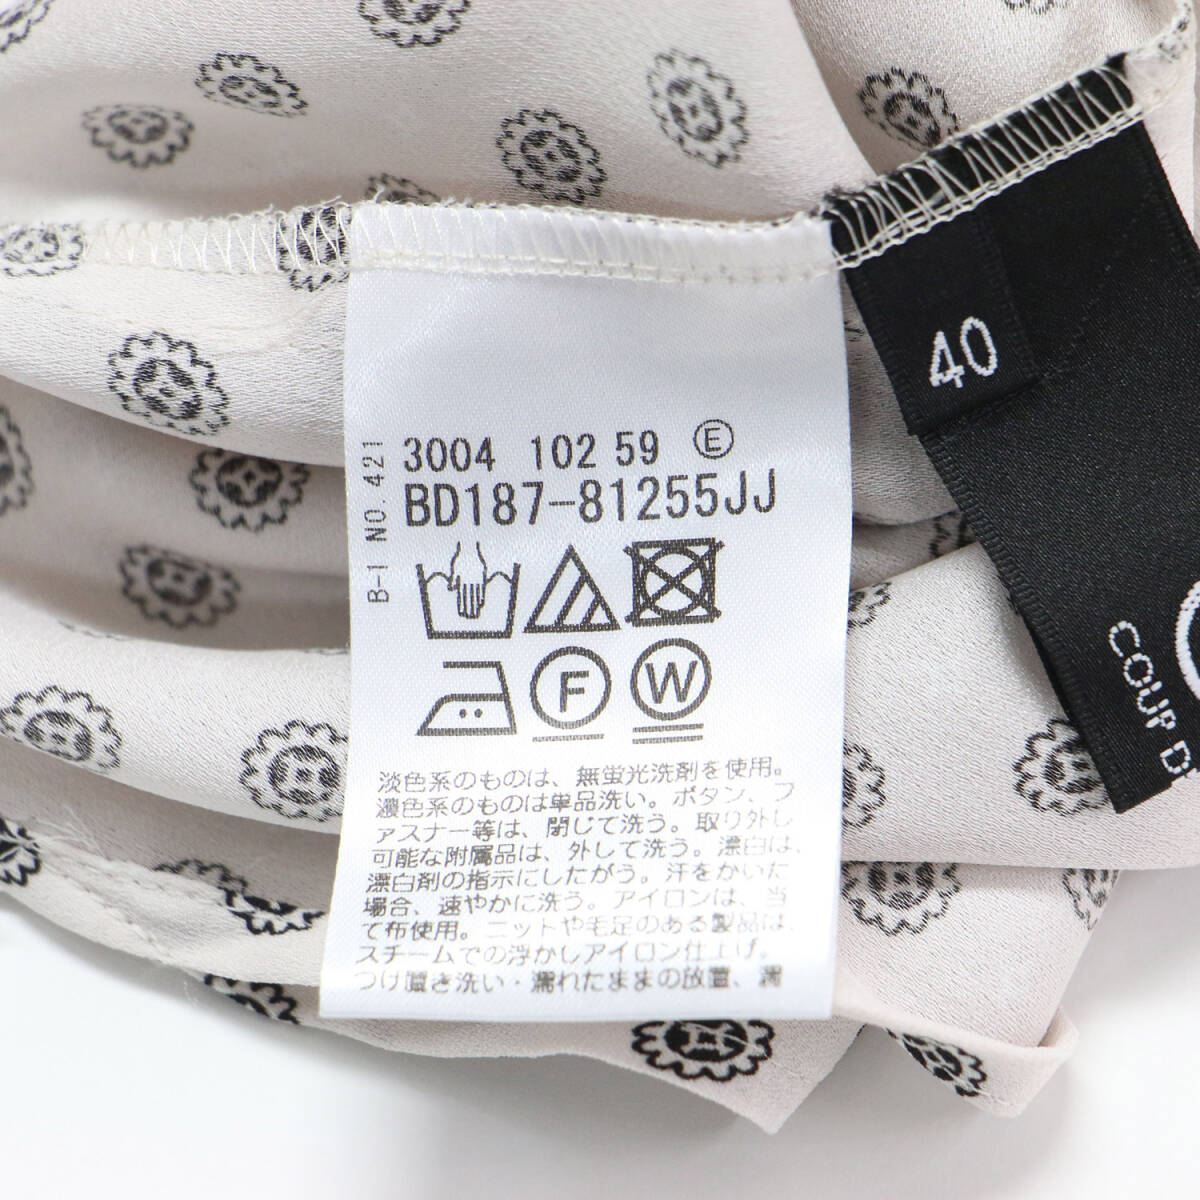 40
B-1 NO.421
3004 102 59 Ⓔ
BD187-81255JJ
F
W
淡色系のものは、無蛍光洗剤を使用。
濃色系のものは単品洗い。ボタン、フ
ァスナー等は、閉じて洗う。取り外し
可能な附属品は、外して洗う。漂白は、
漂白剤の指示にしたがう。汗をかいた
場合、速やかに洗う。アイロンは、当
て布使用。ニットや毛足のある製品は、
スチームでの浮かしアイロン仕上げ。
つけ置き洗い・濡れたままの放置、濡
COUP